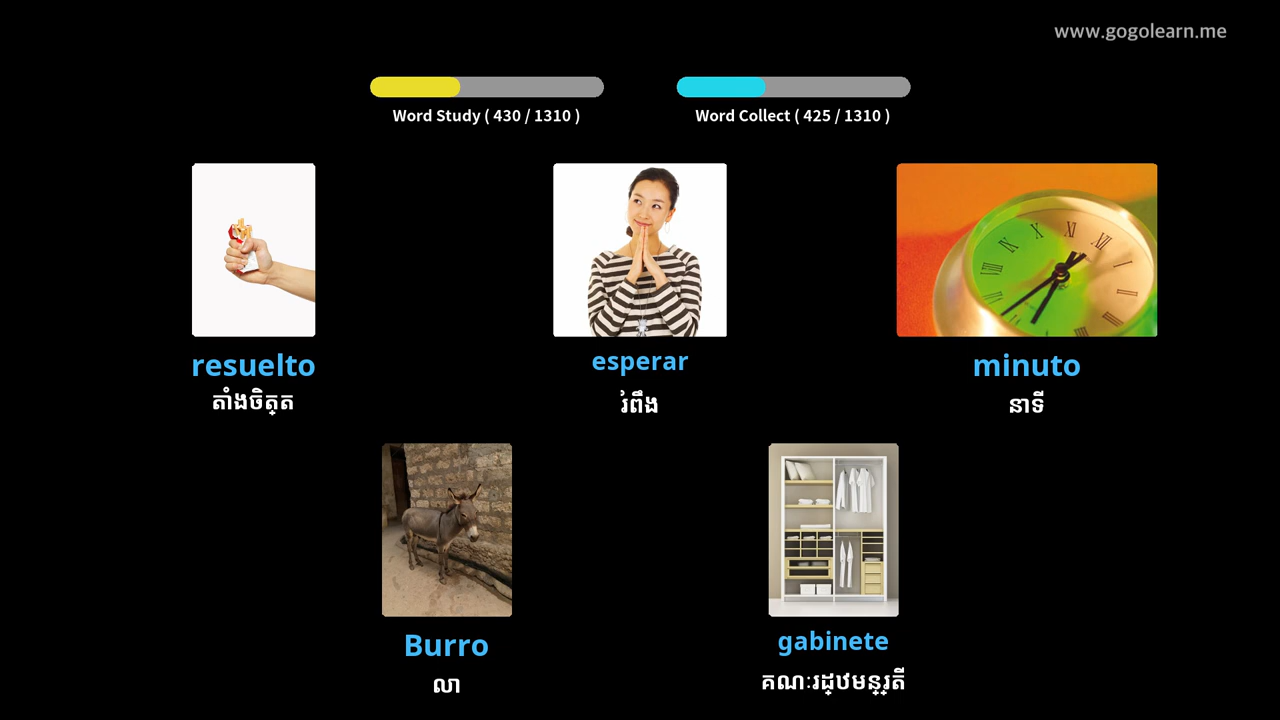 www.gogolearn.me
Word Study ( 430 / 1310 )
Word Collect ( 425 / 1310 )
resuelto
តាំងចិត្ត
esperar
រំពឹង
minuto
នាទី
Burro
លា
gabinete
គណៈរដ្ឋមន្ត្រី